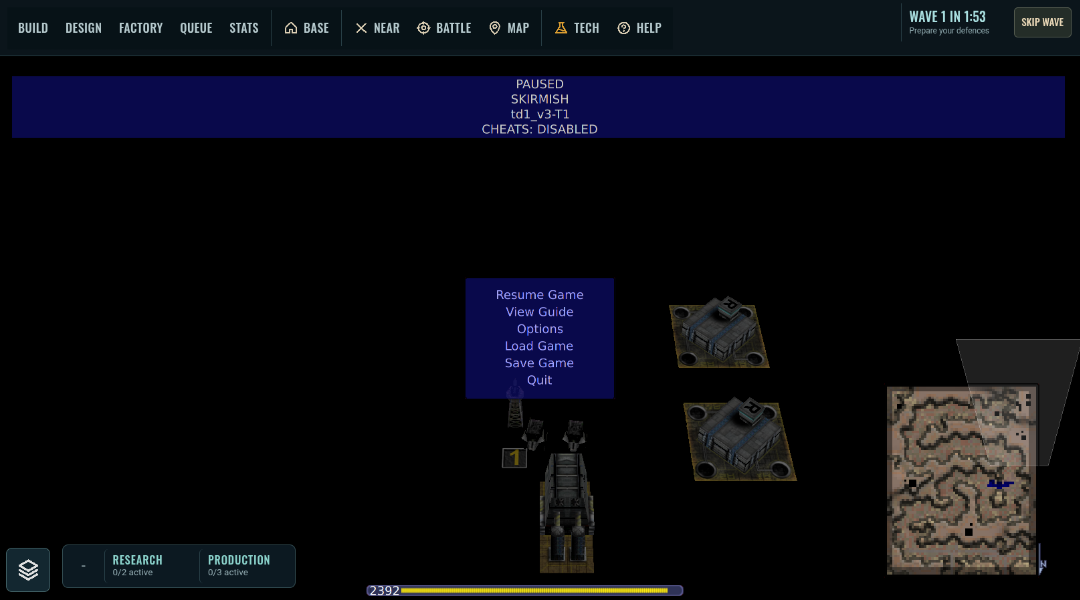 BUILD DESIGN FACTORY QUEUE STATS BASE NEAR BATTLE MAP TECH HELP
WAVE 1 IN 1:53
Prepare your defences
SKIP WAVE
PAUSED
SKIRMISH
td1_v3-T1
CHEATS: DISABLED
Resume Game
View Guide
Options
Load Game
Save Game
Quit
R
R
1
N
- RESEARCH PRODUCTION
0/2 active 0/3 active
2392